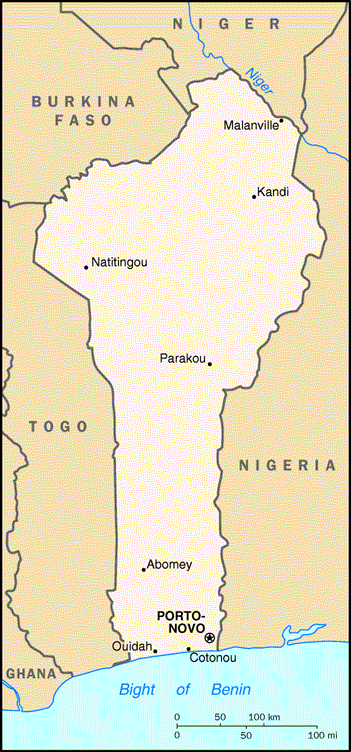 NIGER
Niger
BURKINA
FASO
Malanville
Kandi
Natitingou
Parakou
TOGO
NIGERIA
Abomey
PORTO-
NOVO
Ouidah
Cotonou
GHANA
Bight of Benin
0 50 100 km
0 50 100 mi